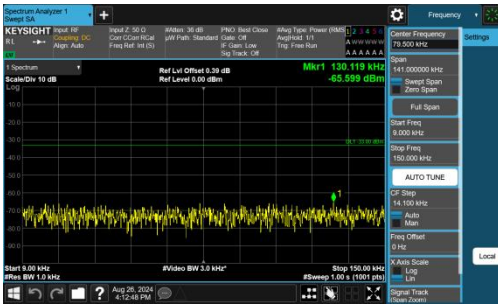 Spectrum Analyzer 1
Swept SA
Frequency
KEYSIGHT
Input: RF
Coupling: DC
Align: Auto
Input Z: 50 Ω
Corr CCorr RCal
Freq Ref: Int (S)
#Atten: 36 dB
µW Path: Standard
PNO: Best Close
Gate: Off
IF Gain: Low
Sig Track: Off
#Avg Type: Power (RMS)
Avg|Hold: 1/1
Trig: Free Run
1 2 3 4 5 6
A W W W W W
A A A A A A
1 Spectrum
Scale/Div 10 dB
Log
Ref Lvl Offset 0.39 dB
Ref Level 0.00 dBm
Mkr1 130.119 kHz
-65.599 dBm
-10.0
-20.0
-30.0
-40.0
-50.0
-60.0
-70.0
-80.0
-90.0
1
Start 9.00 kHz
#Res BW 1.0 kHz
#Video BW 3.0 kHz*
Stop 150.00 kHz
#Sweep 1.00 s (1001 pts)
Aug 26, 2024
4:12:48 PM
Center Frequency
79.500 kHz
Span
141.000000 kHz
Swept Span
Zero Span
Full Span
Start Freq
9.000 kHz
Stop Freq
150.000 kHz
AUTO TUNE
CF Step
14.100 kHz
Auto
Man
Freq Offset
0 Hz
X Axis Scale
Log
Lin
Signal Track
(Span Zoom)
Settings
Local